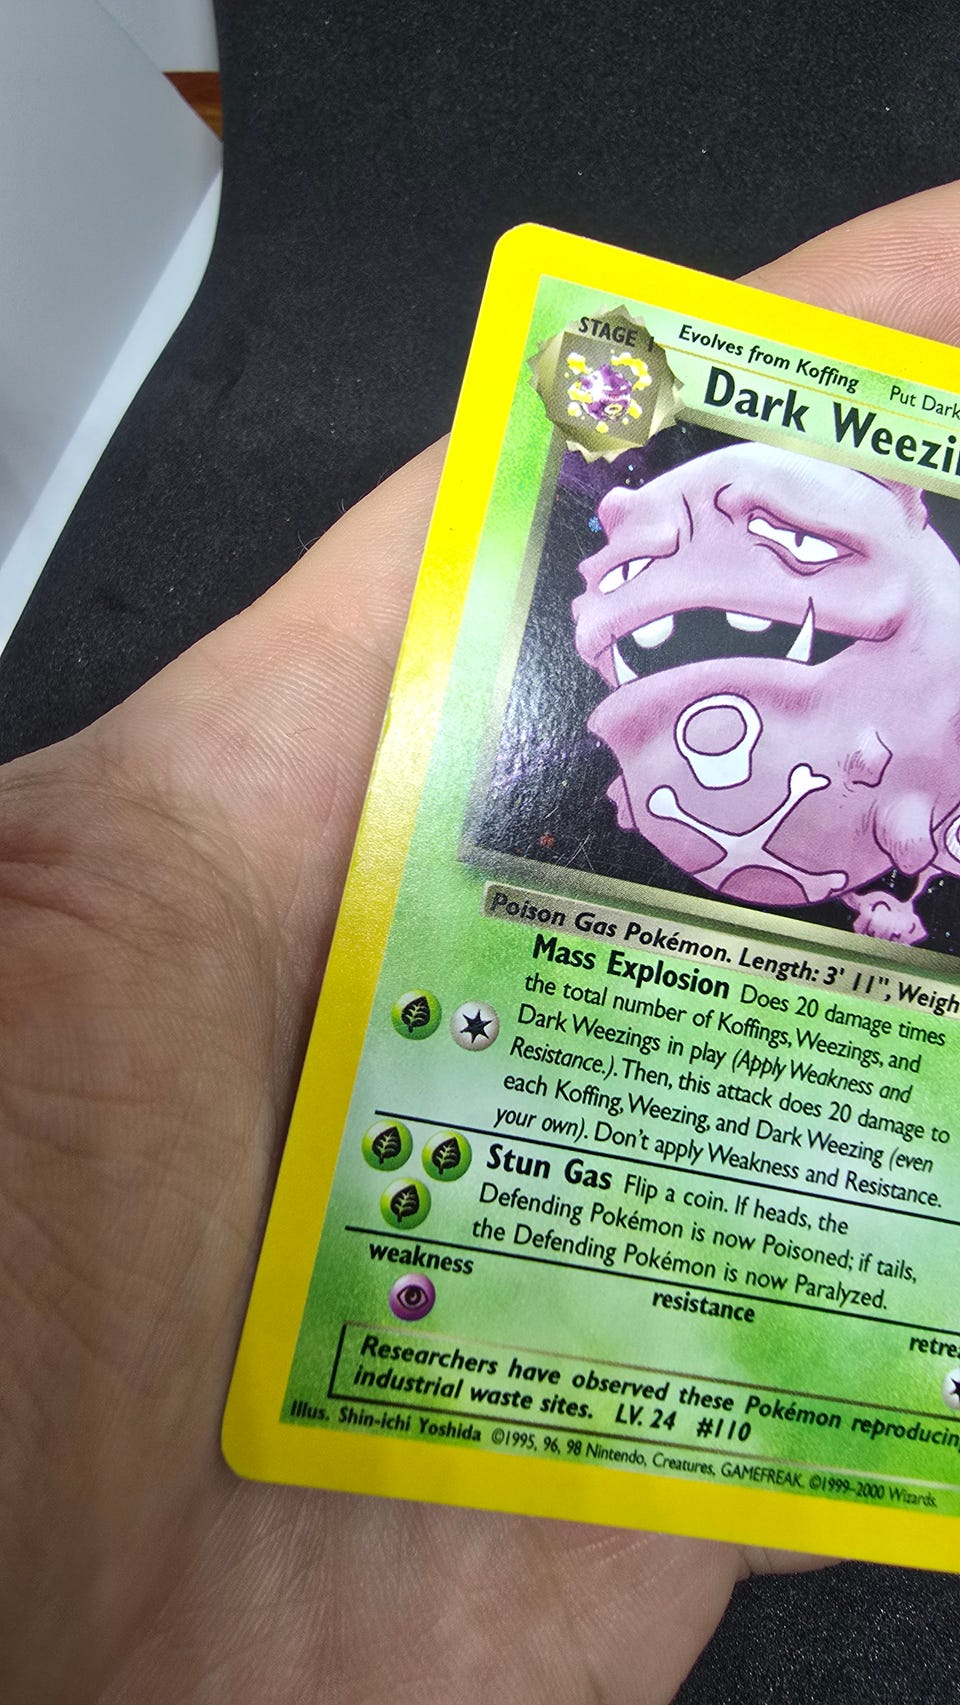 STAGE 1 Evolves from Koffing Put Dark
Dark Weezin
Poison Gas Pokémon. Length: 3' 11", Weigh
Mass Explosion Does 20 damage times
the total number of Koffings, Weezings, and
Dark Weezings in play (Apply Weakness and
Resistance.). Then, this attack does 20 damage to
each Koffing, Weezing, and Dark Weezing (even
your own). Don't apply Weakness and Resistance.
Stun Gas Flip a coin. If heads, the
Defending Pokémon is now Poisoned; if tails,
the Defending Pokémon is now Paralyzed.
weakness
resistance
retrea
Researchers have observed these Pokémon reproducing
industrial waste sites. LV. 24 #110
Illus. Shin-ichi Yoshida ©1995, 96, 98 Nintendo, Creatures, GAMEFREAK. ©1999-2000 Wizards.